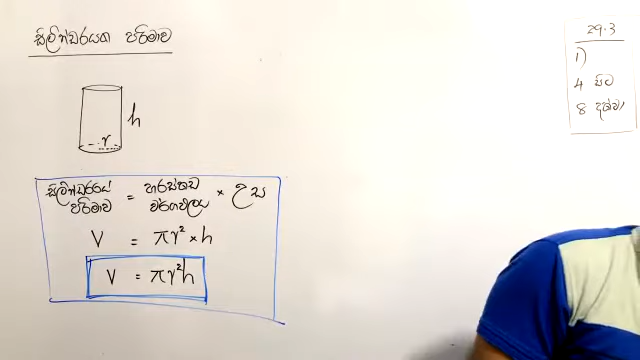 සිලින්ඩරයක පරිමාව
h
r
සිලින්ඩරයේ පරිමාව = හරස්කඩ වර්ගඵලය × උස
V = πr² × h
V = πr²h
29.3
1)
4 සිට
8 දක්වා